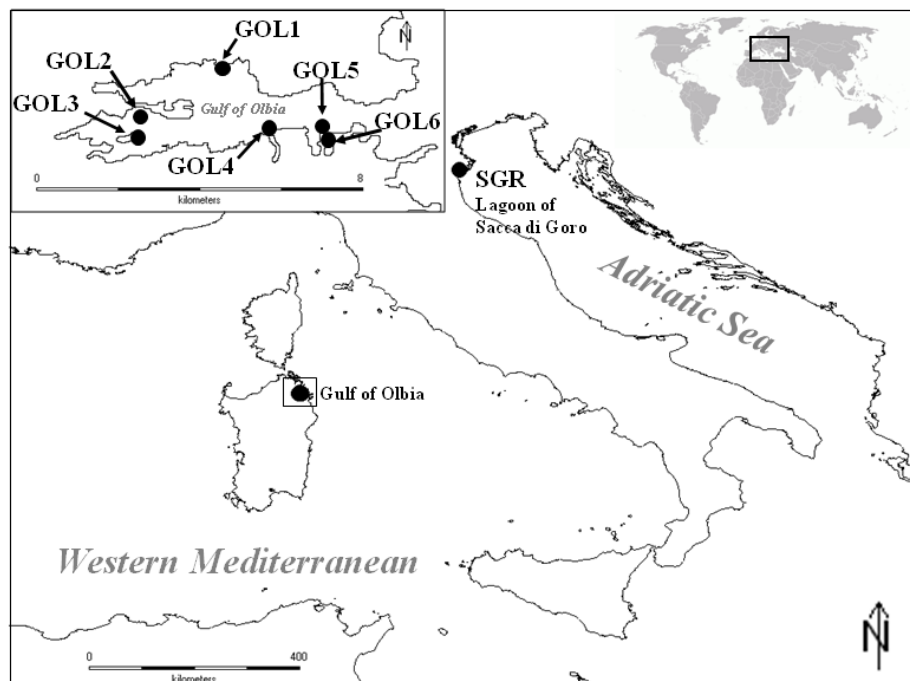 GOL1
GOL2
GOL5
GOL3
Gulf of Olbia
GOL6
GOL4
N
0
8
kilometers
SGR
Lagoon of
Sacca di Goro
Adriatic Sea
Gulf of Olbia
Western Mediterranean
N
0
400
kilometers